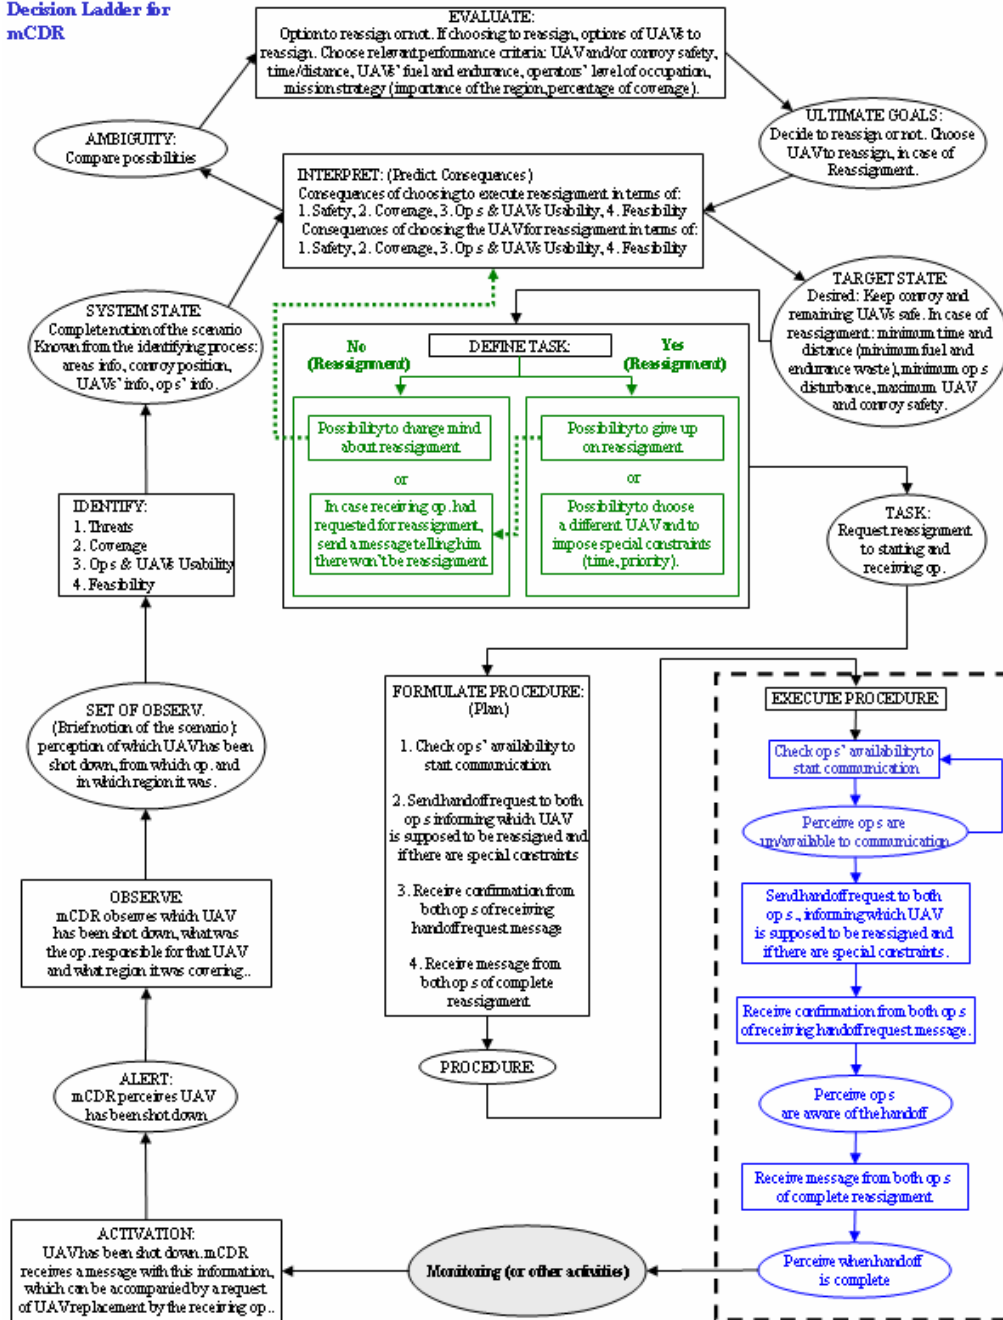 Decision Ladder for
mCDR
EVALUATE:
Option to reassign or not. If choosing to reassign, options of UAVs to
reassign. Choose relevant performance criteria: UAV and/or convoy safety,
time/distance, UAVs' fuel and endurance, operators' level of occupation,
mission strategy (importance of the region, percentage of coverage).
AMBIGUITY:
Compare possibilities
ULTIMATE GOALS:
Decide to reassign or not. Choose
UAV to reassign, in case of
Reassignment.
INTERPRET: (Predict Consequences)
Consequences of choosing to execute reassignment in terms of:
1. Safety, 2. Coverage, 3. Ops & UAVs Usability, 4. Feasibility
Consequences of choosing the UAV for reassignment in terms of:
1. Safety, 2. Coverage, 3. Ops & UAVs Usability, 4. Feasibility
SYSTEM STATE:
Complete notion of the scenario
Known from the identifying process:
areas info, convoy position,
UAVs' info, ops' info.
TARGET STATE:
Desired: Keep convoy and
remaining UAVs safe. In case of
reassignment: minimum time and
distance (minimum fuel and
endurance waste), minimum ops
disturbance, maximum UAV
and convoy safety.
DEFINE TASK:
No
(Reassignment)
Yes
(Reassignment)
Possibility to change mind
about reassignment
or
In case receiving op. had
requested for reassignment,
send a message telling him
there won't be reassignment
Possibility to give up
on reassignment
or
Possibility to choose
a different UAV and to
impose special constraints
(time, priority).
IDENTIFY:
1. Threats
2. Coverage
3. Ops & UAVs Usability
4. Feasibility
TASK:
Request reassignment
to starting and
receiving op.
SET OF OBSERV.
(Brief notion of the scenario):
perception of which UAV has been
shot down, from which op. and
in which region it was.
FORMULATE PROCEDURE:
(Plan)
1. Check ops' availability to
start communication
2. Send handoff request to both
ops informing which UAV
is supposed to be reassigned and
if there are special constraints
3. Receive confirmation from
both ops of receiving
handoff request message
4. Receive message from
both ops of complete
reassignment
PROCEDURE:
EXECUTE PROCEDURE:
Check ops' availability to
start communication
Perceive ops are
un/available to communication
Send handoff request to both
ops., informing which UAV
is supposed to be reassigned and
if there are special constraints.
Receive confirmation from both ops
of receiving handoff request message.
Perceive ops
are aware of the handoff
Receive message from both ops
of complete reassignment
Perceive when handoff
is complete
OBSERVE:
mCDR observes which UAV
has been shot down, what was
the op. responsible for that UAV
and what region it was covering..
ALERT:
mCDR perceives UAV
has been shot down
ACTIVATION:
UAV has been shot down. mCDR
receives a message with this information,
which can be accompanied by a request
of UAV replacement by the receiving op..
Monitoring (or other activities)